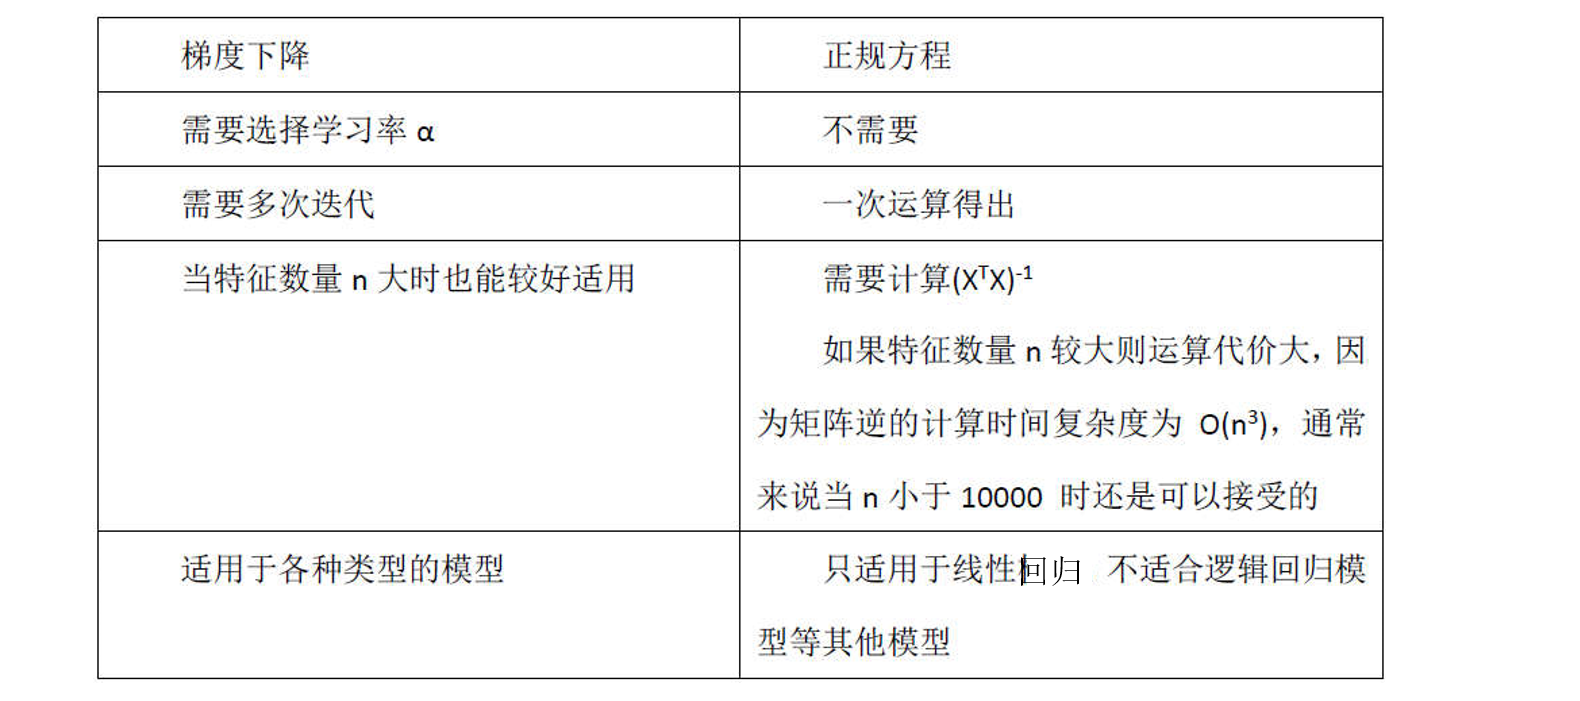 梯度下降
正规方程
需要选择学习率 α
不需要
需要多次迭代
一次运算得出
当特征数量 n 大时也能较好适用
需要计算(XᵀX)⁻¹
如果特征数量 n 较大则运算代价大，因
为矩阵逆的计算时间复杂度为 O(n³)，通常
来说当 n 小于 10000 时还是可以接受的
适用于各种类型的模型
只适用于线性回归 不适合逻辑回归模
型等其他模型